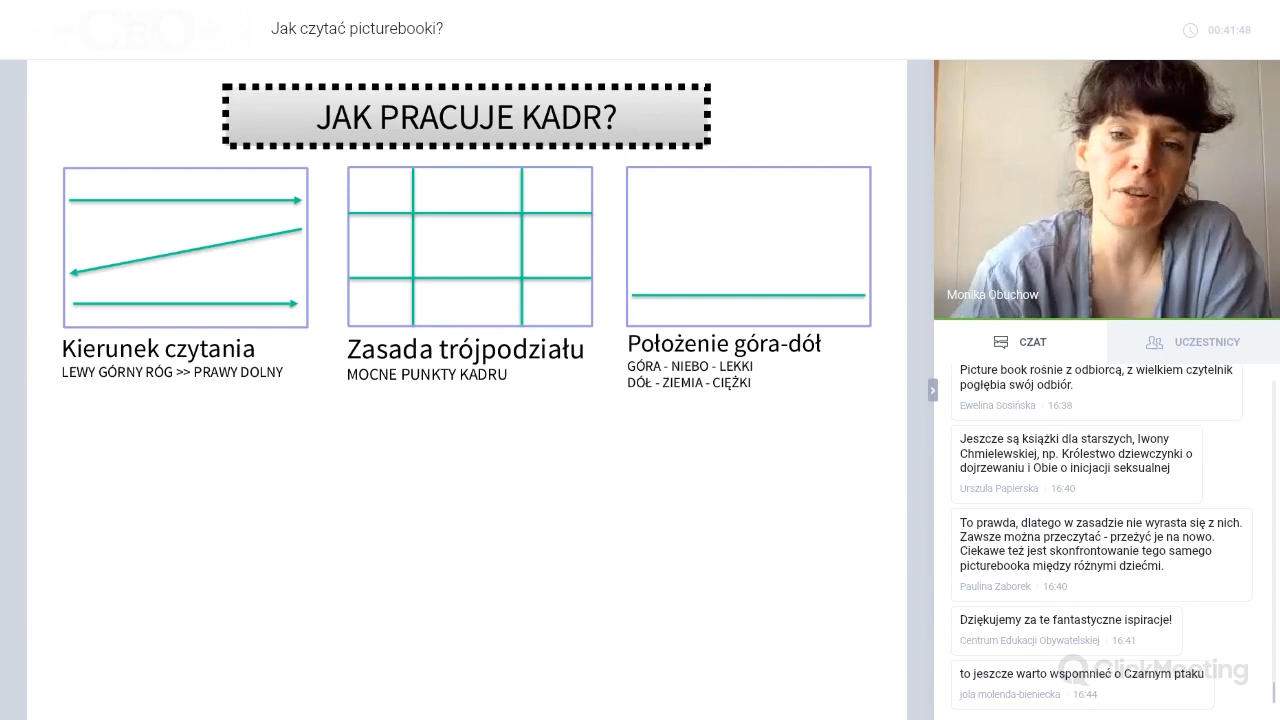 Jak czytać picturebooki?
00:41:48
JAK PRACUJE KADR?
Kierunek czytania
LEWY GÓRNY RÓG >> PRAWY DOLNY
Zasada trójpodziału
MOCNE PUNKTY KADRU
Położenie góra-dół
GÓRA - NIEBO - LEKKI
DÓŁ - ZIEMIA - CIĘŻKI
Monika Obuchow
CZAT
UCZESTNICY
Picture book rośnie z odbiorcą, z wielkiem czytelnik
pogłębia swój odbiór.
Ewelina Sosińska 16:38
Jeszcze są książki dla starszych, Iwony
Chmielewskiej, np. Królestwo dziewczynki o
dojrzewaniu i Obie o inicjacji seksualnej
Urszula Papierska 16:40
To prawda, dlatego w zasadzie nie wyrasta się z nich.
Zawsze można przeczytać - przeżyć je na nowo.
Ciekawe też jest skonfrontowanie tego samego
picturebooka między różnymi dziećmi.
Paulina Zaborek 16:40
Dziękujemy za te fantastyczne ispiracje!
Centrum Edukacji Obywatelskiej 16:41
to jeszcze warto wspomnieć o Czarnym ptaku
jola molenda-bieniecka 16:44
ClickMeeting